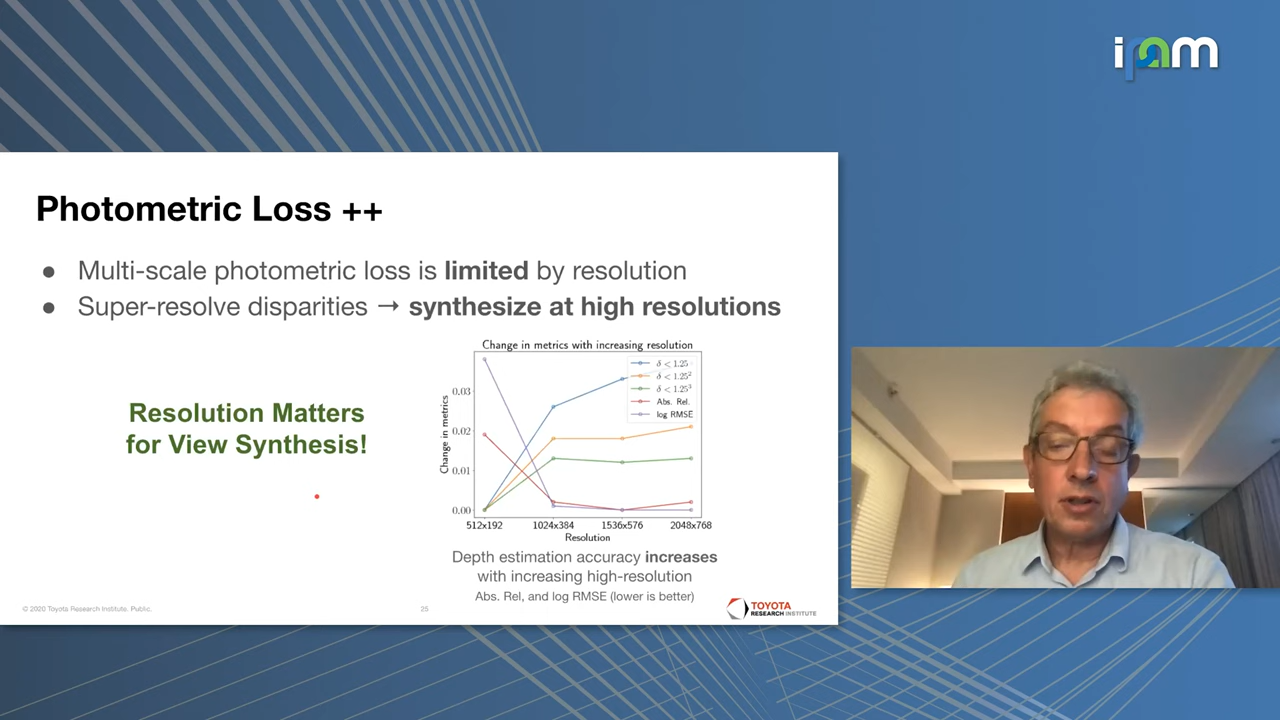 ipam
Photometric Loss ++
● Multi-scale photometric loss is limited by resolution
● Super-resolve disparities → synthesize at high resolutions
Resolution Matters
for View Synthesis!
Change in metrics with increasing resolution
δ < 1.25
δ < 1.25²
δ < 1.25³
Abs. Rel.
log RMSE
Change in metrics
0.03
0.02
0.01
0.00
512x192 1024x384 1536x576 2048x768
Resolution
Depth estimation accuracy increases
with increasing high-resolution
Abs. Rel, and log RMSE (lower is better)
© 2020 Toyota Research Institute. Public.
25
TOYOTA
RESEARCH INSTITUTE